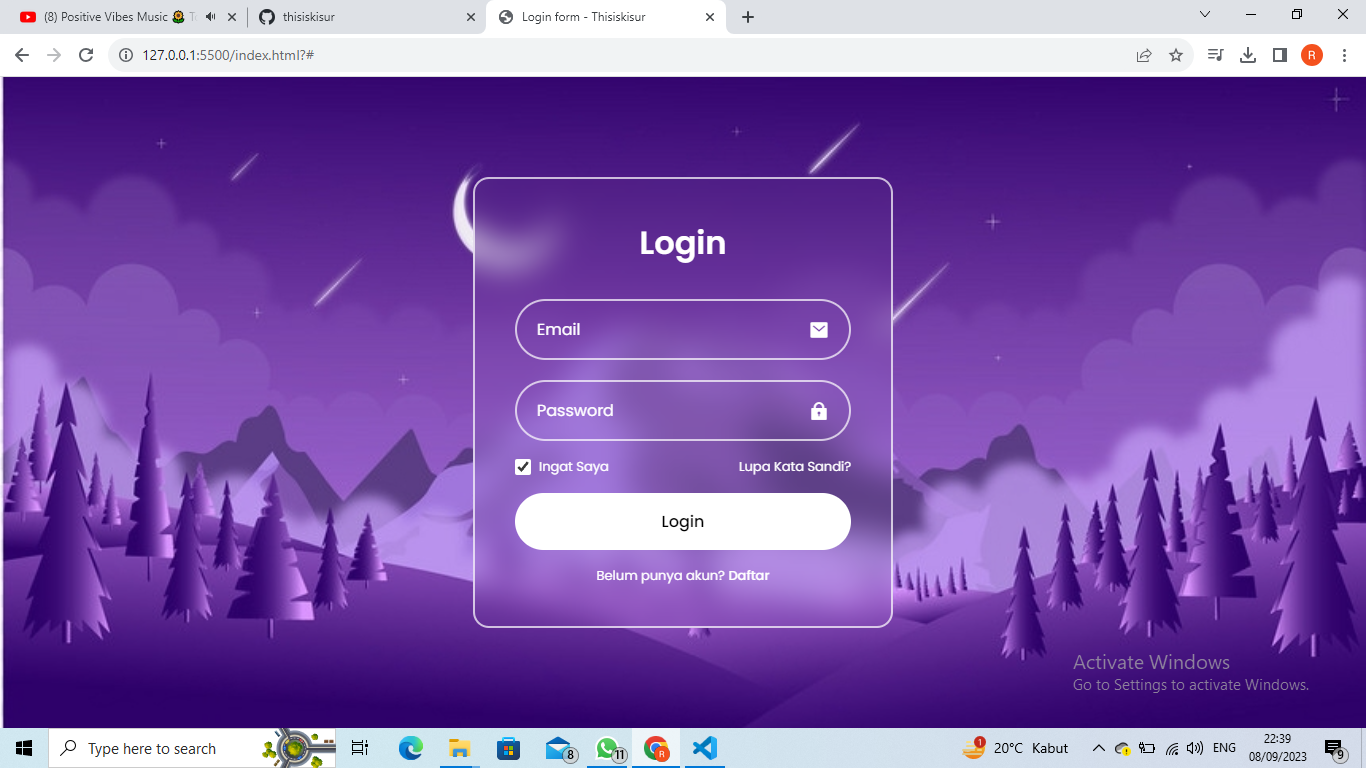 (8) Positive Vibes Music 🌻 T
thisiskisur
Login form - Thisiskisur
127.0.0.1:5500/index.html?#
R
Login
Email
Password
Ingat Saya
Lupa Kata Sandi?
Login
Belum punya akun? Daftar
Activate Windows
Go to Settings to activate Windows.
Type here to search
8
11
R
1
20°C Kabut
ENG
22:39
08/09/2023
9